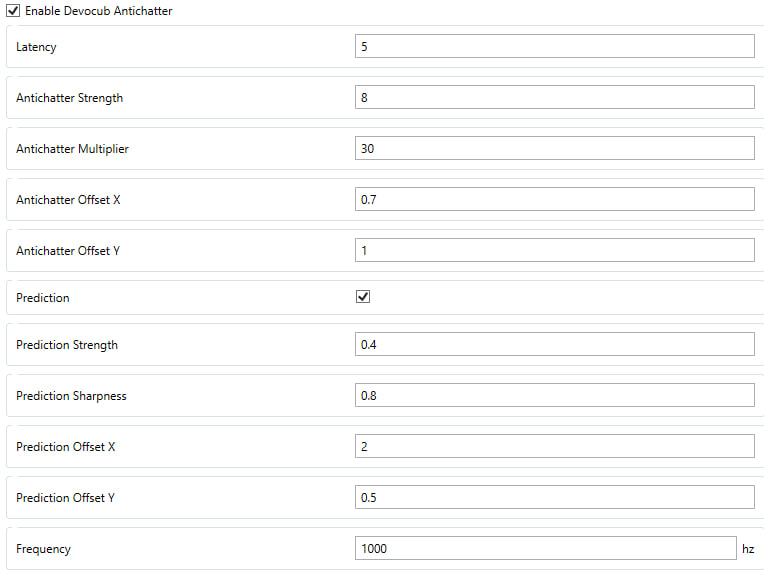 Enable Devocub Antichatter
Latency 5
Antichatter Strength 8
Antichatter Multiplier 30
Antichatter Offset X 0.7
Antichatter Offset Y 1
Prediction
Prediction Strength 0.4
Prediction Sharpness 0.8
Prediction Offset X 2
Prediction Offset Y 0.5
Frequency 1000 hz